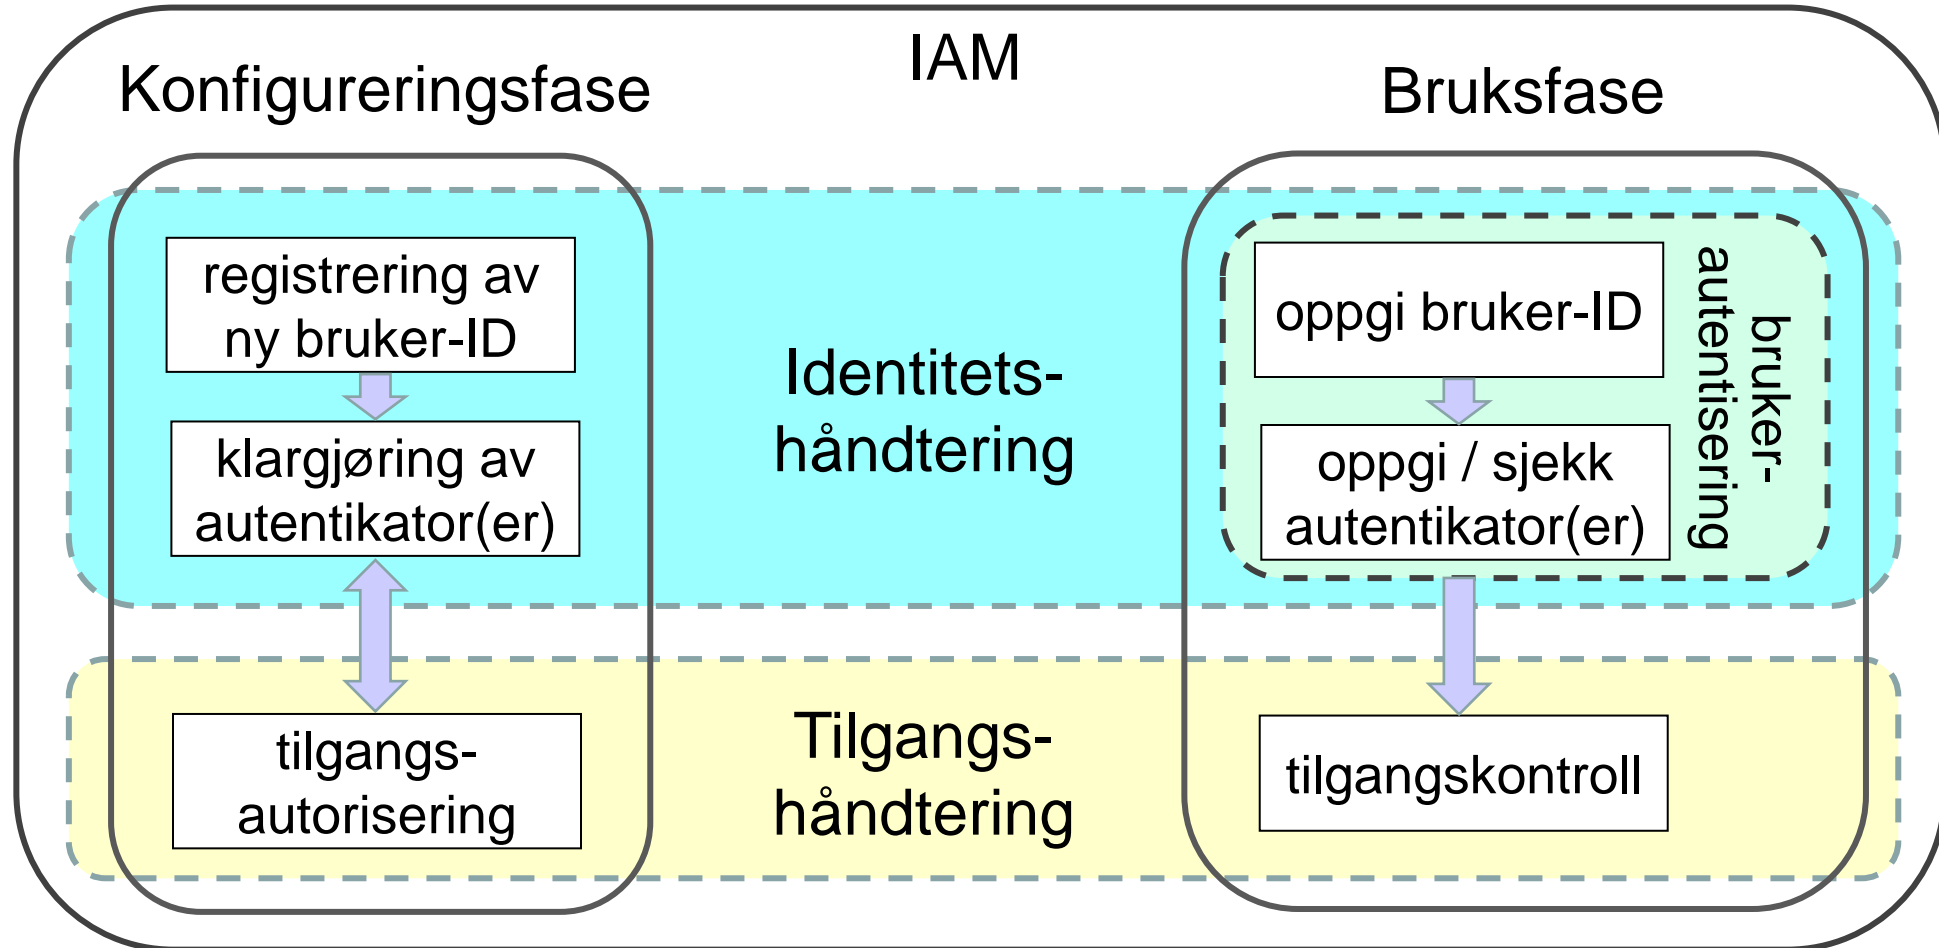 IAM
Konfigureringsfase
Bruksfase
registrering av
ny bruker-ID
klargjøring av
autentikator(er)
tilgangs-
autorisering
Identitets-
håndtering
Tilgangs-
håndtering
oppgi bruker-ID
oppgi / sjekk
autentikator(er)
bruker-
autentisering
tilgangskontroll